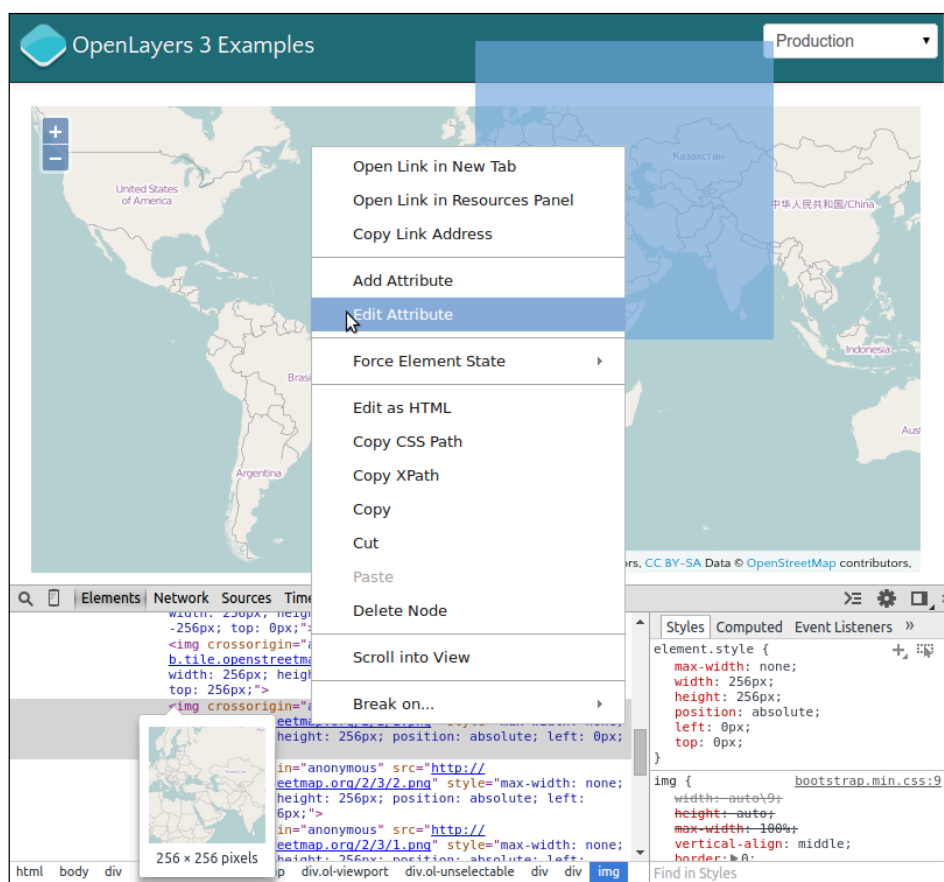 OpenLayers 3 Examples
Production
+
−
United States
of America
Казахстан
中华人民共和国/China
Indonesia
Argentina
Open Link in New Tab
Open Link in Resources Panel
Copy Link Address
Add Attribute
Edit Attribute
Force Element State
Edit as HTML
Copy CSS Path
Copy XPath
Copy
Cut
Paste
Delete Node
Scroll into View
Break on...
CC BY-SA Data © OpenStreetMap contributors,
Elements Network Sources
-256px; top: 0px;">
<img crossorigin="
b.tile.openstreetma
width: 256px; heigh
top: 256px;">
<img crossorigin="
height: 256px; position: absolute; left: 0px;
in="anonymous" src="http://
eetmap.org/2/3/2.png" style="max-width: none;
height: 256px; position: absolute; left:
6px;">
in="anonymous" src="http://
eetmap.org/2/3/1.png" style="max-width: none;
height: 256px; position: absolute; left:
256 × 256 pixels
html body div p div.ol-viewport div.ol-unselectable div div img
Styles Computed Event Listeners »
element.style {
max-width: none;
width: 256px;
height: 256px;
position: absolute;
left: 0px;
top: 0px;
}
img { bootstrap.min.css:9
width: auto\9;
height: auto;
max-width: 100%;
vertical-align: middle;
border: 0;
Find in Styles